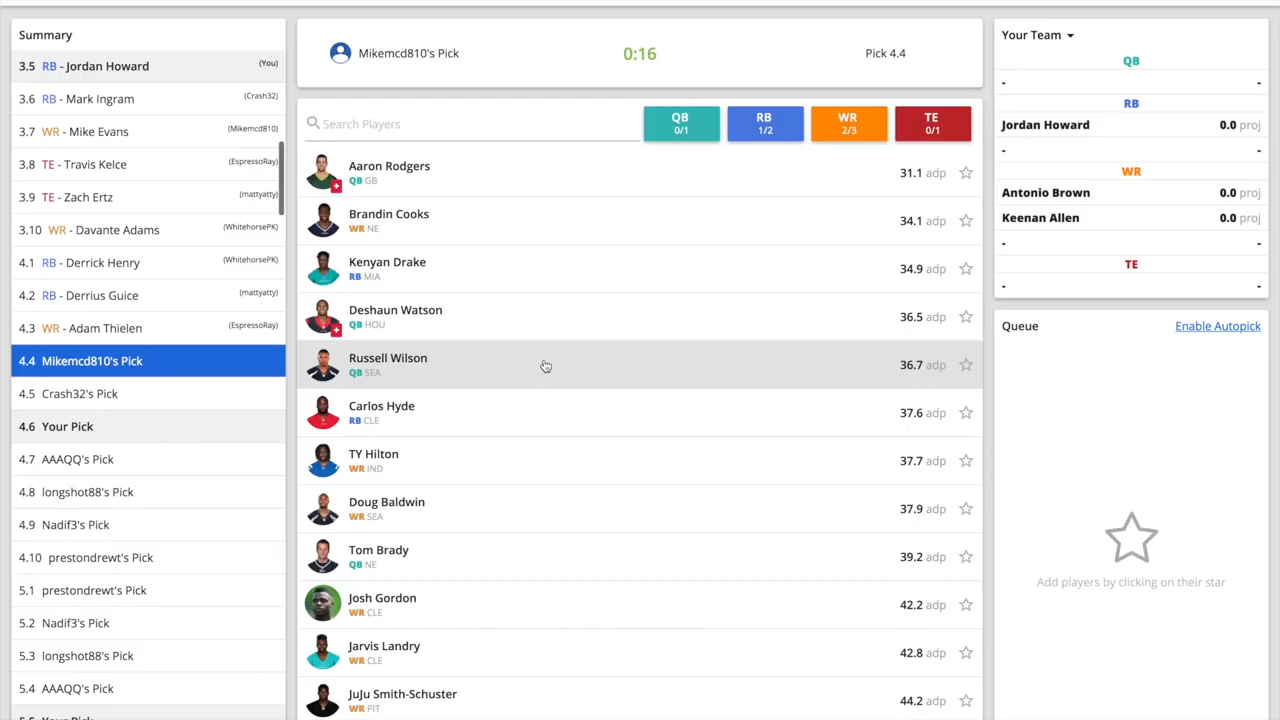 Summary
3.5 RB - Jordan Howard (You)
3.6 RB - Mark Ingram (Crash32)
3.7 WR - Mike Evans (Mikemcd810)
3.8 TE - Travis Kelce (EspressoRay)
3.9 TE - Zach Ertz (mattyatty)
3.10 WR - Davante Adams (WhitehorsePK)
4.1 RB - Derrick Henry (WhitehorsePK)
4.2 RB - Derrius Guice (mattyatty)
4.3 WR - Adam Thielen (EspressoRay)
4.4 Mikemcd810's Pick
4.5 Crash32's Pick
4.6 Your Pick
4.7 AAAQQ's Pick
4.8 longshot88's Pick
4.9 Nadif3's Pick
4.10 prestondrewt's Pick
5.1 prestondrewt's Pick
5.2 Nadif3's Pick
5.3 longshot88's Pick
5.4 AAAQQ's Pick
5.5 Your Pick
Mikemcd810's Pick 0:16 Pick 4.4
Search Players
QB 0/1
RB 1/2
WR 2/3
TE 0/1
Aaron Rodgers
QB GB 31.1 adp
Brandin Cooks
WR NE 34.1 adp
Kenyan Drake
RB MIA 34.9 adp
Deshaun Watson
QB HOU 36.5 adp
Russell Wilson
QB SEA 36.7 adp
Carlos Hyde
RB CLE 37.6 adp
TY Hilton
WR IND 37.7 adp
Doug Baldwin
WR SEA 37.9 adp
Tom Brady
QB NE 39.2 adp
Josh Gordon
WR CLE 42.2 adp
Jarvis Landry
WR CLE 42.8 adp
JuJu Smith-Schuster
WR PIT 44.2 adp
Your Team
QB
- -
RB
Jordan Howard 0.0 proj
- -
WR
Antonio Brown 0.0 proj
Keenan Allen 0.0 proj
- -
TE
- -
Queue Enable Autopick
Add players by clicking on their star